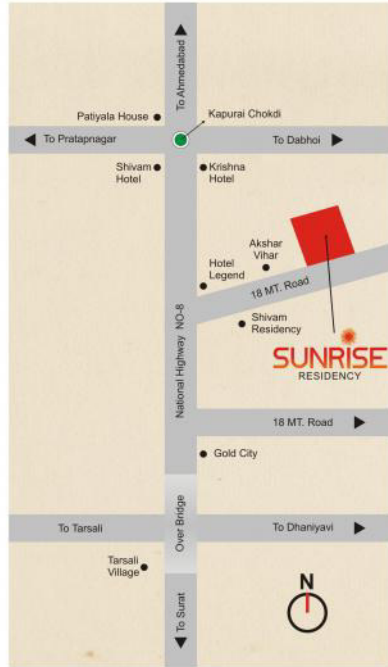 To Ahmedabad
Patiyala House
Kapurai Chokdi
To Pratapnagar
To Dabhoi
Shivam
Hotel
Krishna
Hotel
Akshar
Vihar
Hotel
Legend
18 MT. Road
Shivam
Residency
National Highway NO-8
SUNRISE
RESIDENCY
18 MT. Road
Gold City
Over Bridge
To Tarsali
To Dhaniyavi
Tarsali
Village
To Surat
N